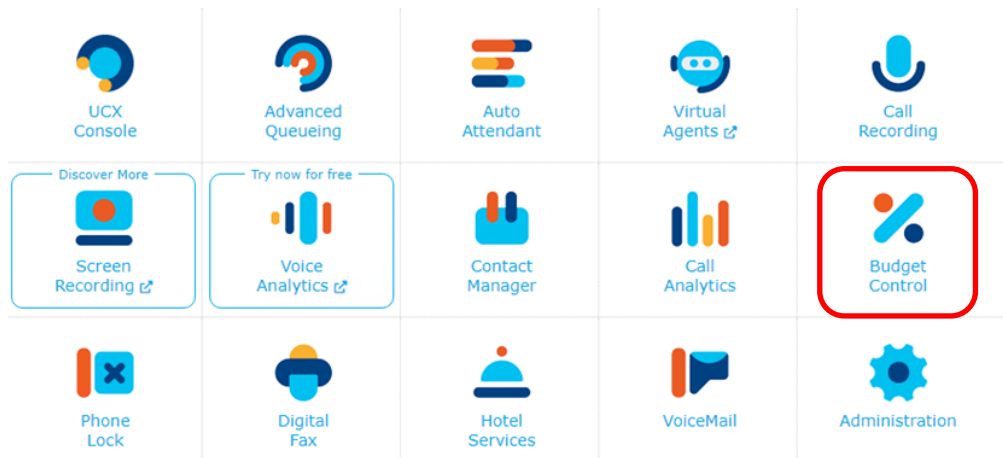 UCX
Console
Advanced
Queueing
Auto
Attendant
Virtual
Agents
Call
Recording
Discover More
Screen
Recording
Try now for free
Voice
Analytics
Contact
Manager
Call
Analytics
Budget
Control
Phone
Lock
Digital
Fax
Hotel
Services
VoiceMail
Administration